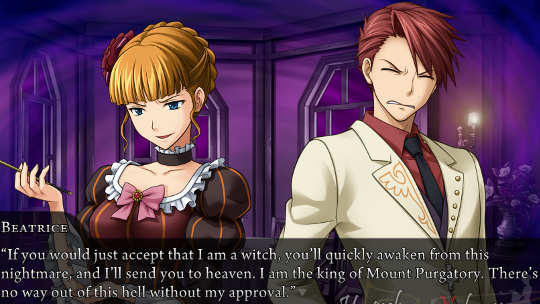 BEATRICE
“If you would just accept that I am a witch, you’ll quickly awaken from this
nightmare, and I’ll send you to heaven. I am the king of Mount Purgatory. There’s
no way out of this hell without my approval.”